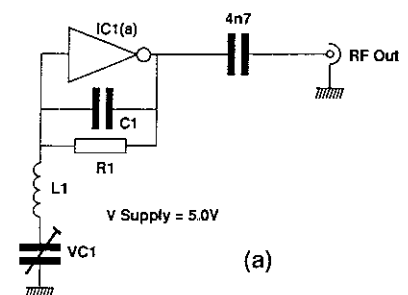 IC1(a)
4n7
RF Out
C1
R1
L1
V Supply = 5.0V
VC1
(a)